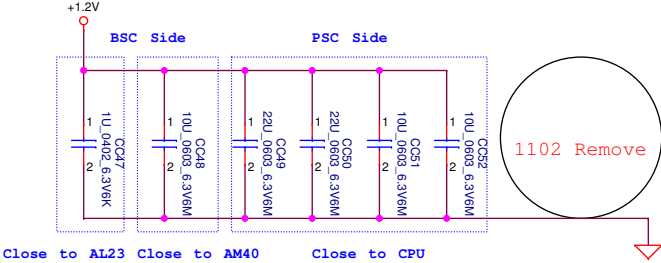 +1.2V
BSC Side
PSC Side
1
1
1
1
1
1
CC47
1U_0402_6.3V6K
CC48
10U_0603_6.3V6M
CC49
22U_0603_6.3V6M
CC50
22U_0603_6.3V6M
CC51
10U_0603_6.3V6M
CC52
10U_0603_6.3V6M
2
2
2
2
2
2
1102 Remove
Close to AL23
Close to AM40
Close to CPU